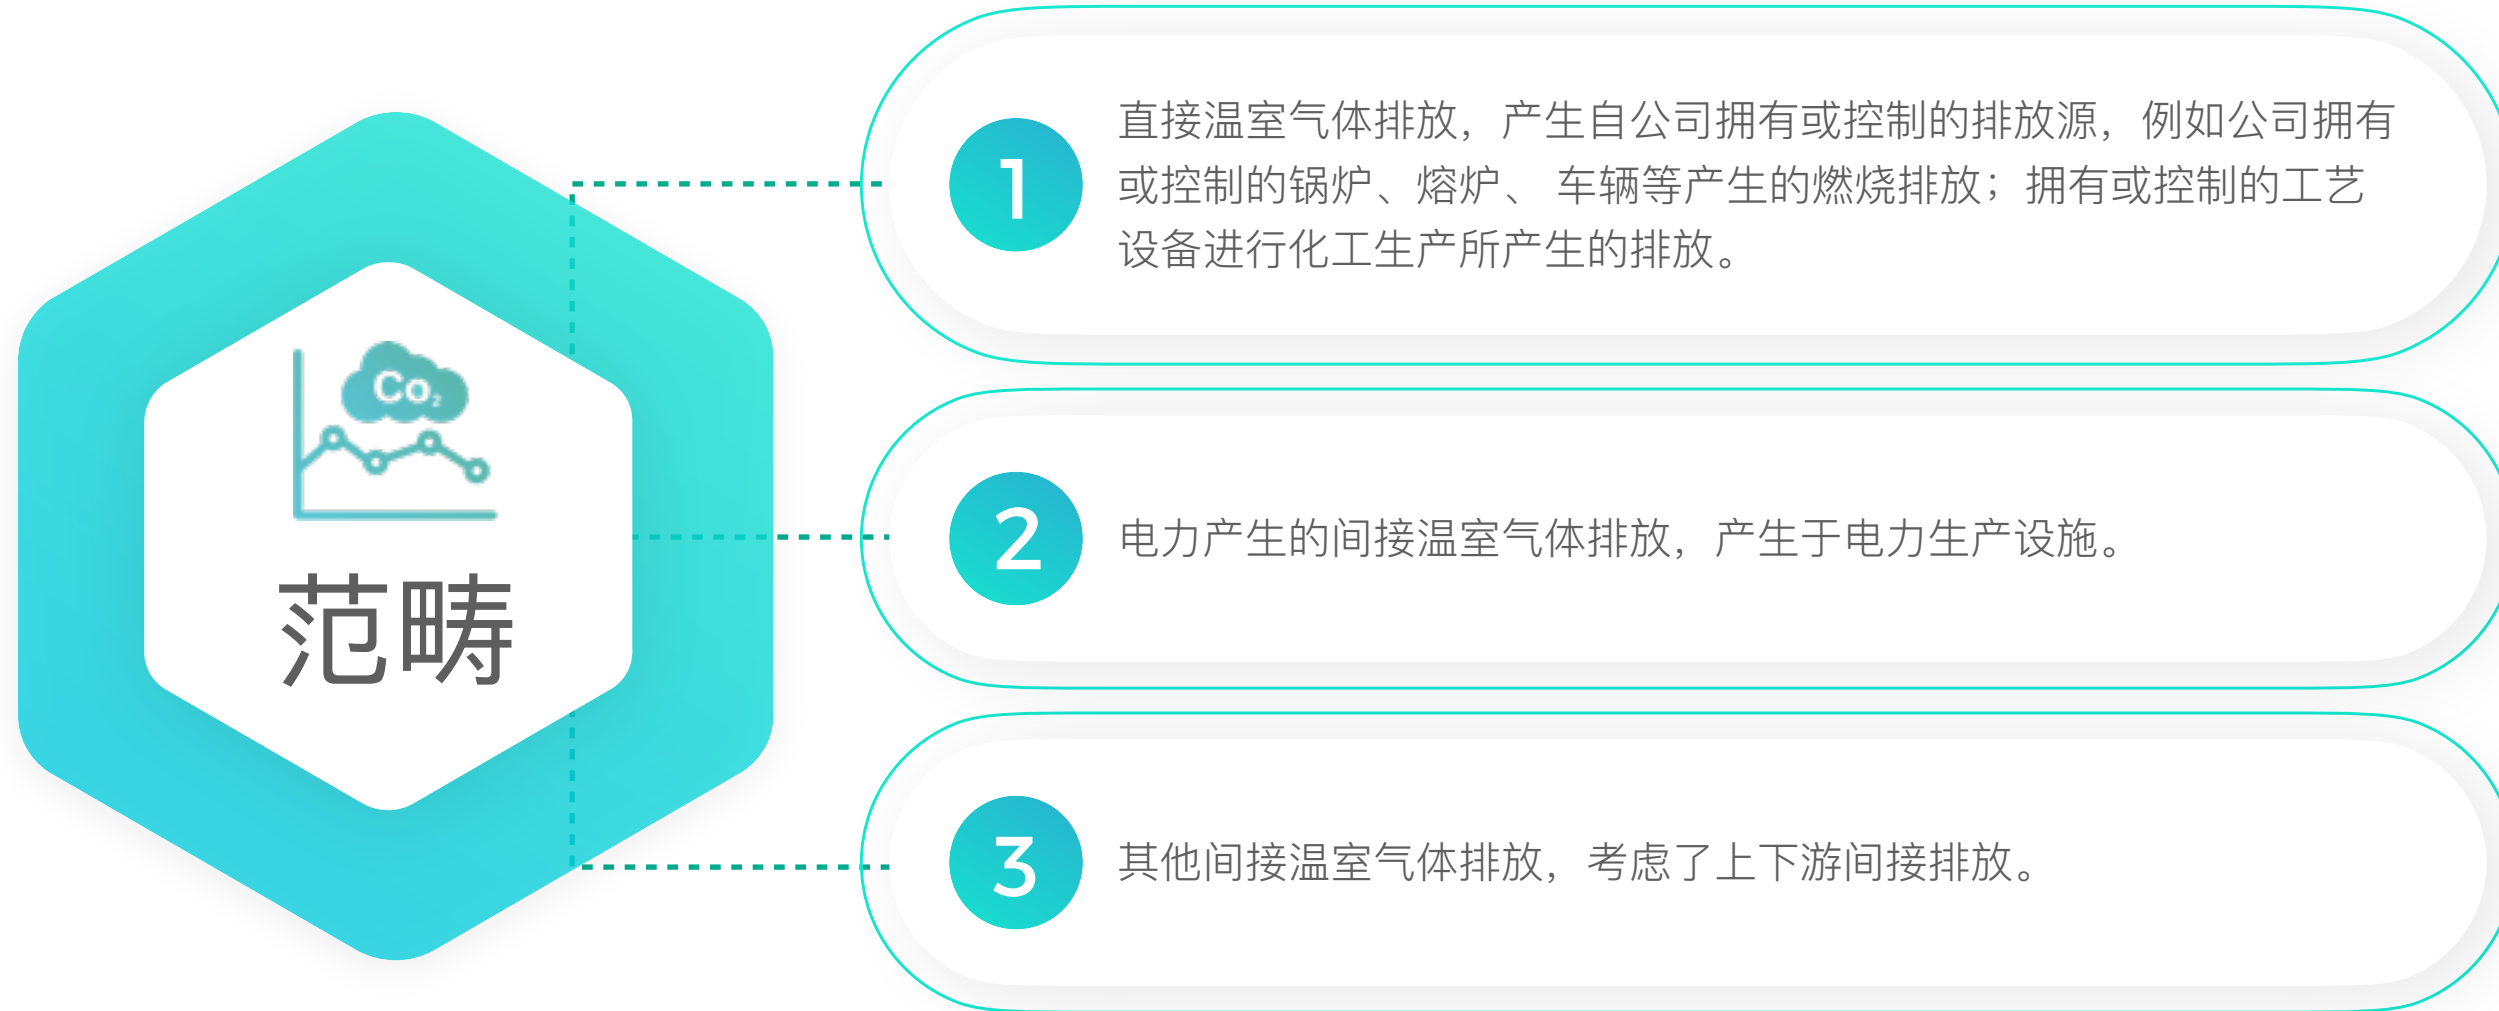 Co₂
范畴
1
直接温室气体排放，产生自公司拥有或控制的排放源，例如公司拥有
或控制的锅炉、熔炉、车辆等产生的燃烧排放；拥有或控制的工艺
设备进行化工生产所产生的排放。
2
电力产生的间接温室气体排放，产生于电力生产设施。
3
其他间接温室气体排放，考虑了上下游间接排放。